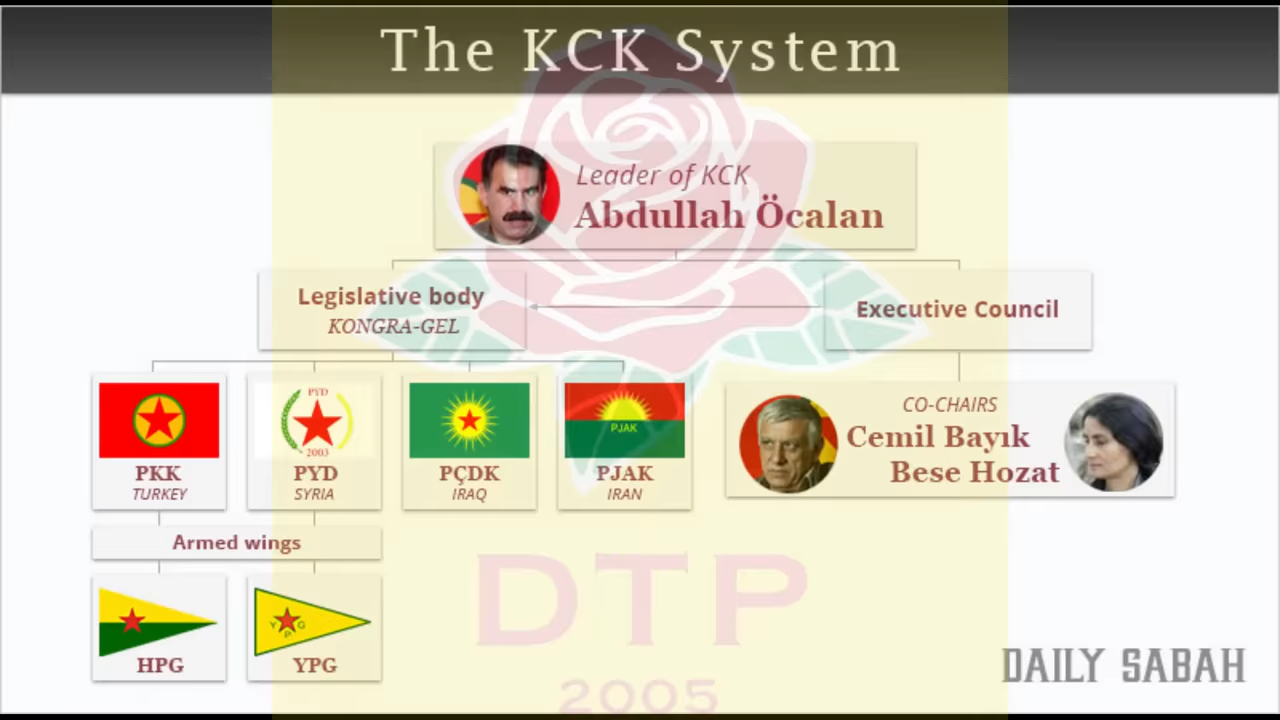 The KCK System
Leader of KCK
Abdullah Öcalan
Legislative body
KONGRA-GEL
Executive Council
PYD
2003
PJAK
PKK
TURKEY
PYD
SYRIA
PÇDK
IRAQ
PJAK
IRAN
CO-CHAIRS
Cemil Bayık
Bese Hozat
Armed wings
Y P G
HPG
YPG
DTP
2005
DAILY SABAH